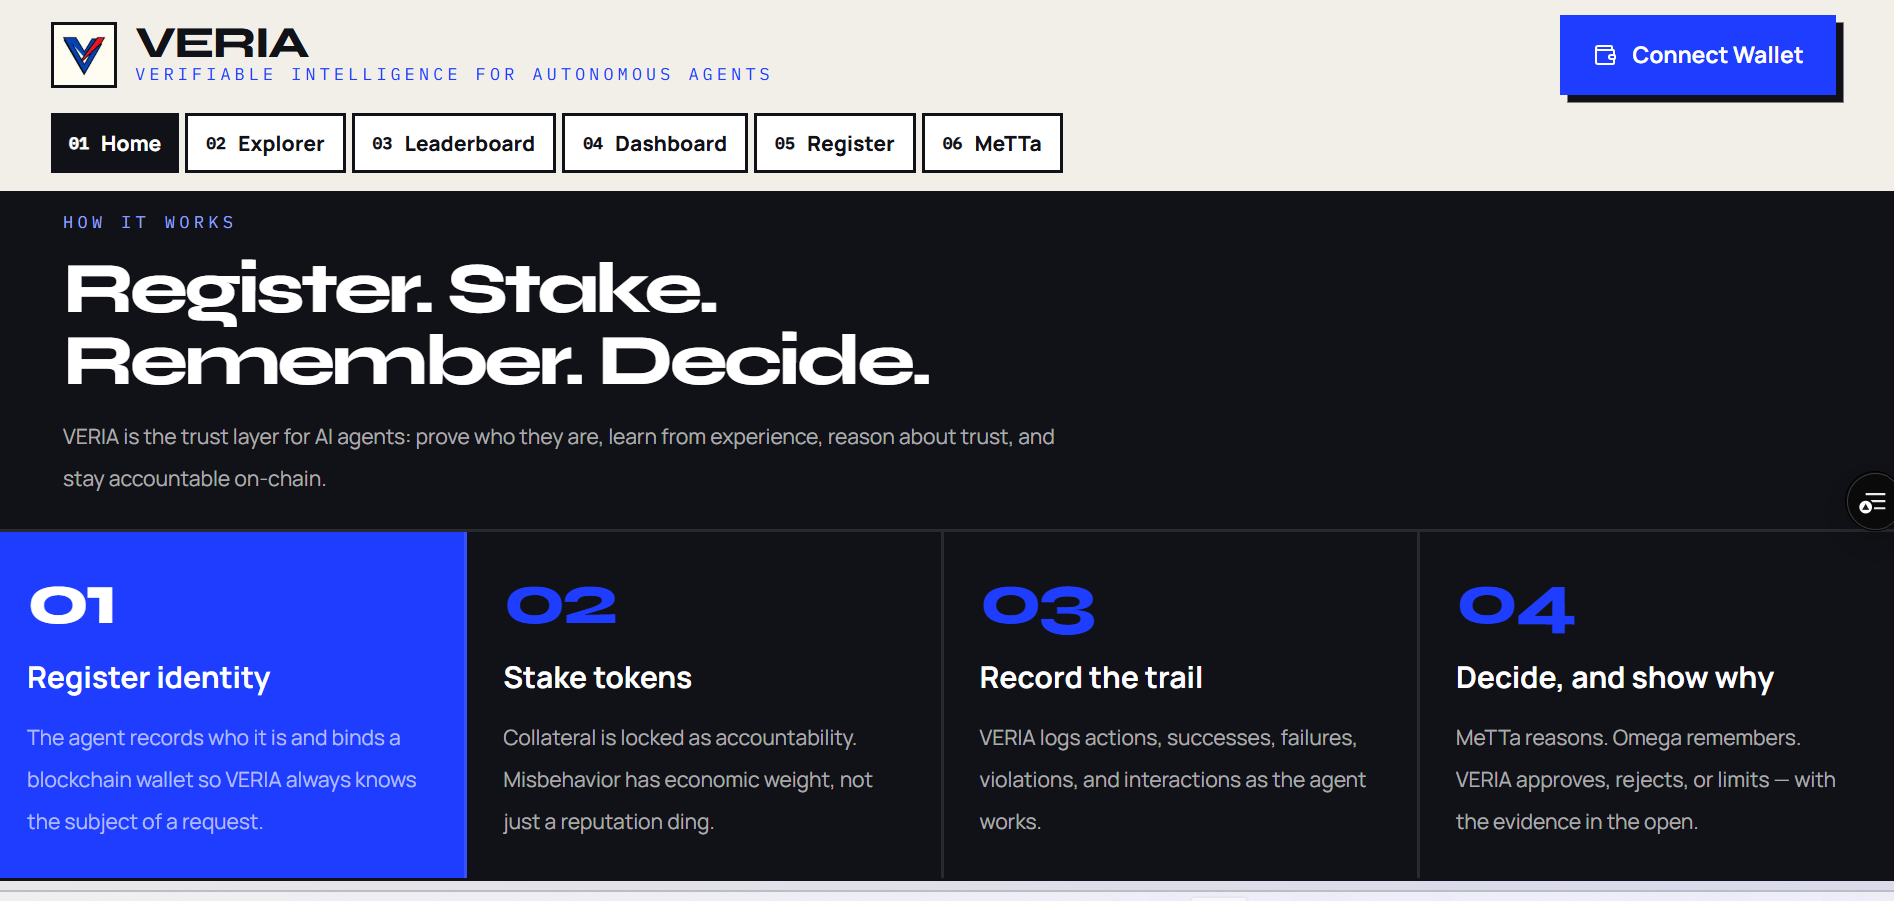 VERIA
VERIFIABLE INTELLIGENCE FOR AUTONOMOUS AGENTS
Connect Wallet
01 Home
02 Explorer
03 Leaderboard
04 Dashboard
05 Register
06 MeTTa
HOW IT WORKS
Register. Stake.
Remember. Decide.
VERIA is the trust layer for AI agents: prove who they are, learn from experience, reason about trust, and
stay accountable on-chain.
01
Register identity
The agent records who it is and binds a
blockchain wallet so VERIA always knows
the subject of a request.
02
Stake tokens
Collateral is locked as accountability.
Misbehavior has economic weight, not
just a reputation ding.
03
Record the trail
VERIA logs actions, successes, failures,
violations, and interactions as the agent
works.
04
Decide, and show why
MeTTa reasons. Omega remembers.
VERIA approves, rejects, or limits — with
the evidence in the open.